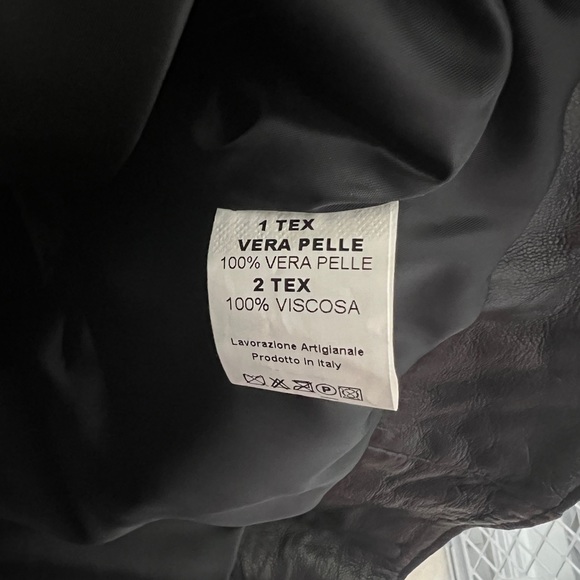 1 TEX
VERA PELLE
100% VERA PELLE
2 TEX
100% VISCOSA
Lavorazione Artigianale
Prodotto in italy
P